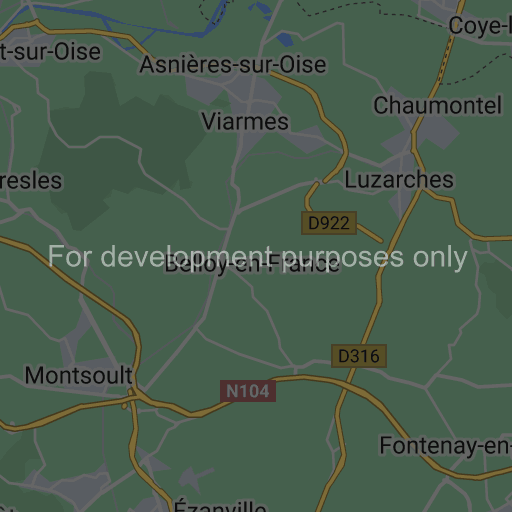 Coye-l
t-sur-Oise
Asnières-sur-Oise
Chaumontel
Viarmes
resles
Luzarches
D922
For development purposes only
Belloy-en-France
D316
Montsoult
N104
Fontenay-en-
Ézanville